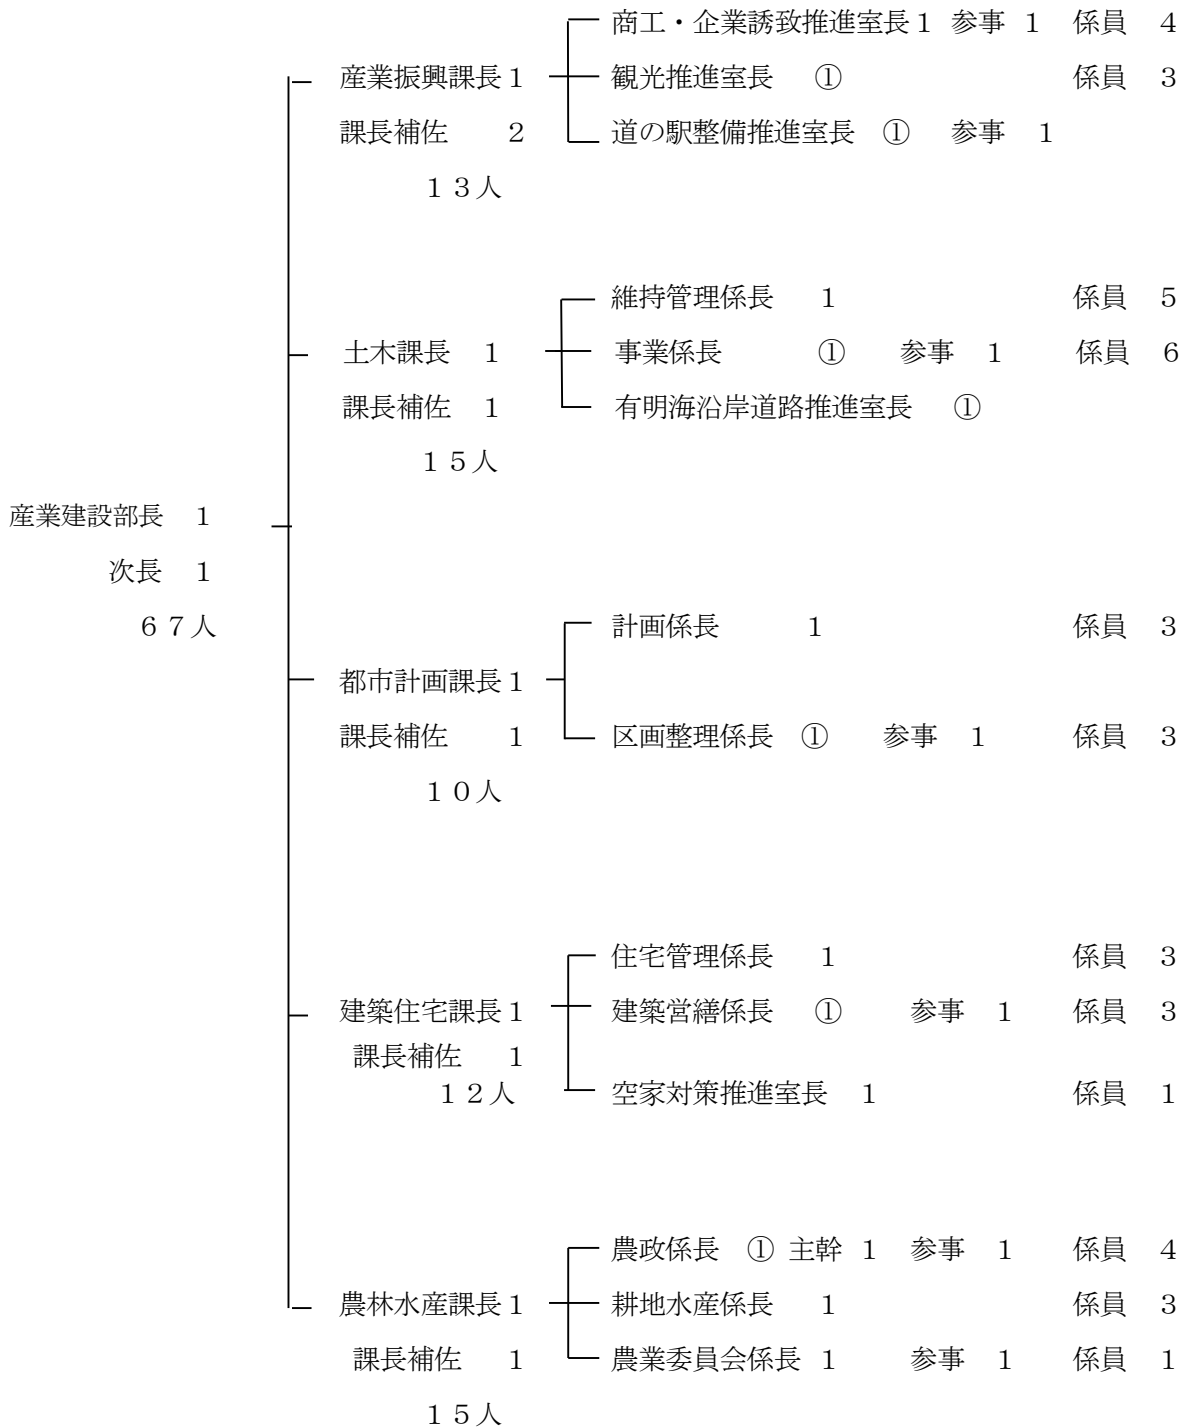 商工・企業誘致推進室長１ 参事 １ 係員 ４
産業振興課長１ 観光推進室長 ① 係員 ３
課長補佐 ２ 道の駅整備推進室長 ① 参事 １
１３人
維持管理係長 １ 係員 ５
土木課長 １ 事業係長 ① 参事 １ 係員 ６
課長補佐 １ 有明海沿岸道路推進室長 ①
１５人
産業建設部長 １
次長 １
６７人
計画係長 １ 係員 ３
都市計画課長１
課長補佐 １ 区画整理係長 ① 参事 １ 係員 ３
１０人
住宅管理係長 １ 係員 ３
建築住宅課長１ 建築営繕係長 ① 参事 １ 係員 ３
課長補佐 １
１２人 空家対策推進室長 １ 係員 １
農政係長 ① 主幹 １ 参事 １ 係員 ４
農林水産課長１ 耕地水産係長 １ 係員 ３
課長補佐 １ 農業委員会係長 １ 参事 １ 係員 １
１５人